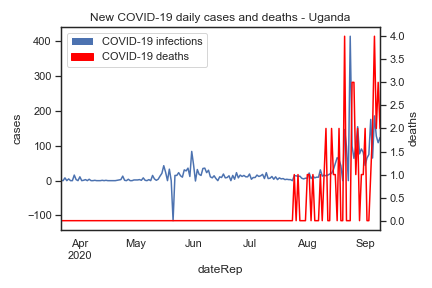 New COVID-19 daily cases and deaths - Uganda
COVID-19 infections
COVID-19 deaths
400
300
200
100
0
−100
cases
4.0
3.5
3.0
2.5
2.0
1.5
1.0
0.5
0.0
deaths
Apr May Jun Jul Aug Sep
2020
dateRep